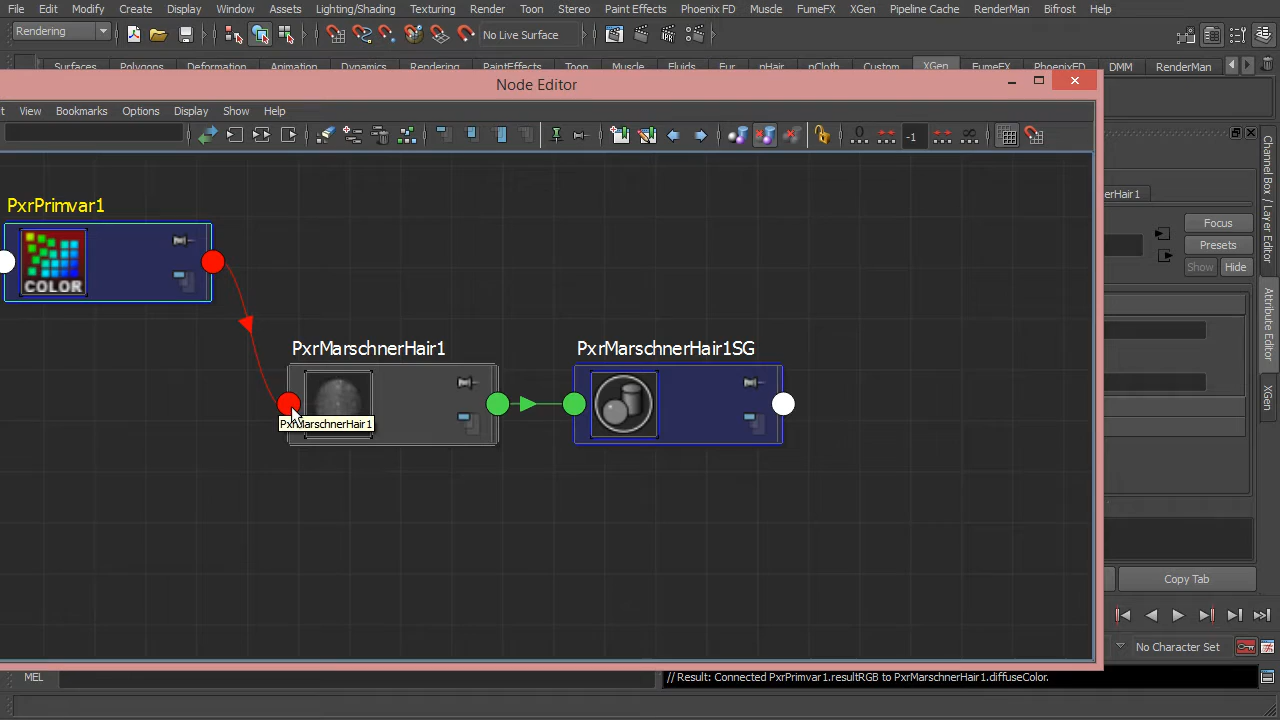 File Edit Modify Create Display Window Assets Lighting/Shading Texturing Render Toon Stereo Paint Effects Phoenix FD Muscle FumeFX XGen Pipeline Cache RenderMan Bifrost Help
Rendering No Live Surface
Surfaces Polygons Deformation Animation Dynamics Rendering PaintEffects Toon Muscle Fluids Fur nHair nCloth Custom XGen FumeFX PhoenixFD DMM RenderMan
Node Editor
View Bookmarks Options Display Show Help
-1
Channel Box / Layer Editor
Attribute Editor
XGen
PxrPrimvar1
COLOR
Focus
Presets
Show Hide
PxrMarschnerHair1 PxrMarschnerHair1SG
PxrMarschnerHair1
Copy Tab
No Character Set
MEL // Result: Connected PxrPrimvar1.resultRGB to PxrMarschnerHair1.diffuseColor.